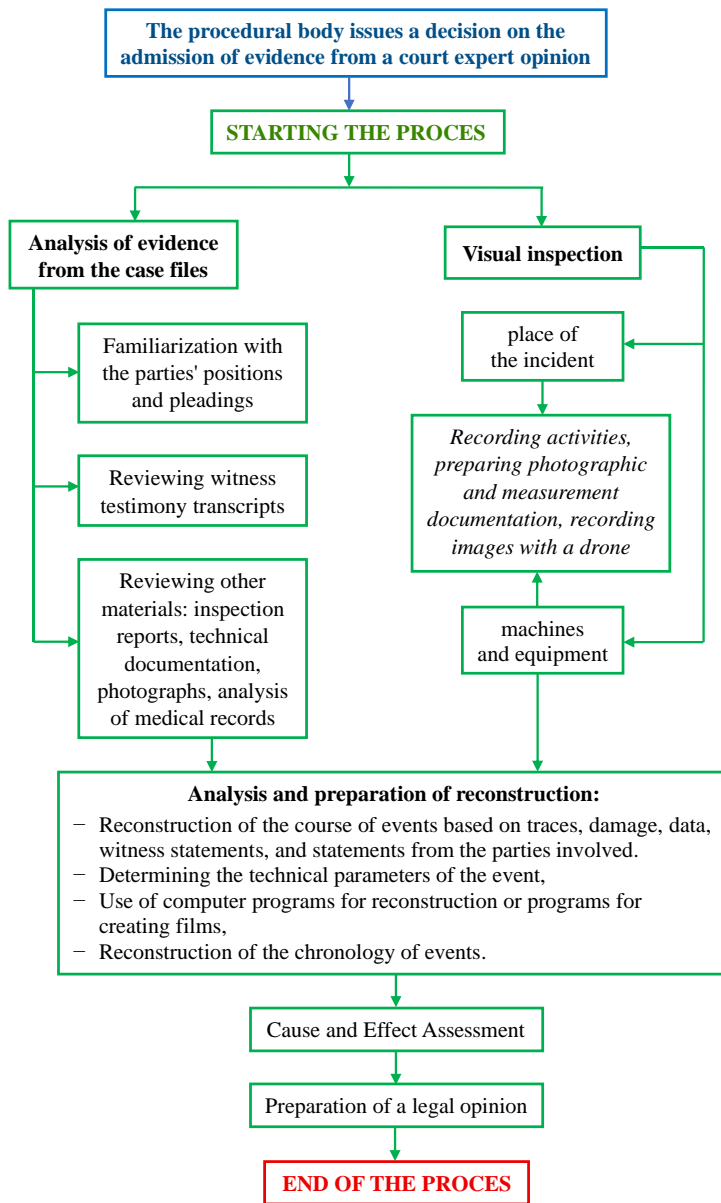 The procedural body issues a decision on the
admission of evidence from a court expert opinion
STARTING THE PROCES
Analysis of evidence
from the case files
Familiarization with
the parties' positions
and pleadings
Reviewing witness
testimony transcripts
Reviewing other
materials: inspection
reports, technical
documentation,
photographs, analysis
of medical records
Visual inspection
place of
the incident
Recording activities,
preparing photographic
and measurement
documentation, recording
images with a drone
machines
and equipment
Analysis and preparation of reconstruction:
− Reconstruction of the course of events based on traces, damage, data,
witness statements, and statements from the parties involved.
− Determining the technical parameters of the event,
− Use of computer programs for reconstruction or programs for
creating films,
− Reconstruction of the chronology of events.
Cause and Effect Assessment
Preparation of a legal opinion
END OF THE PROCES